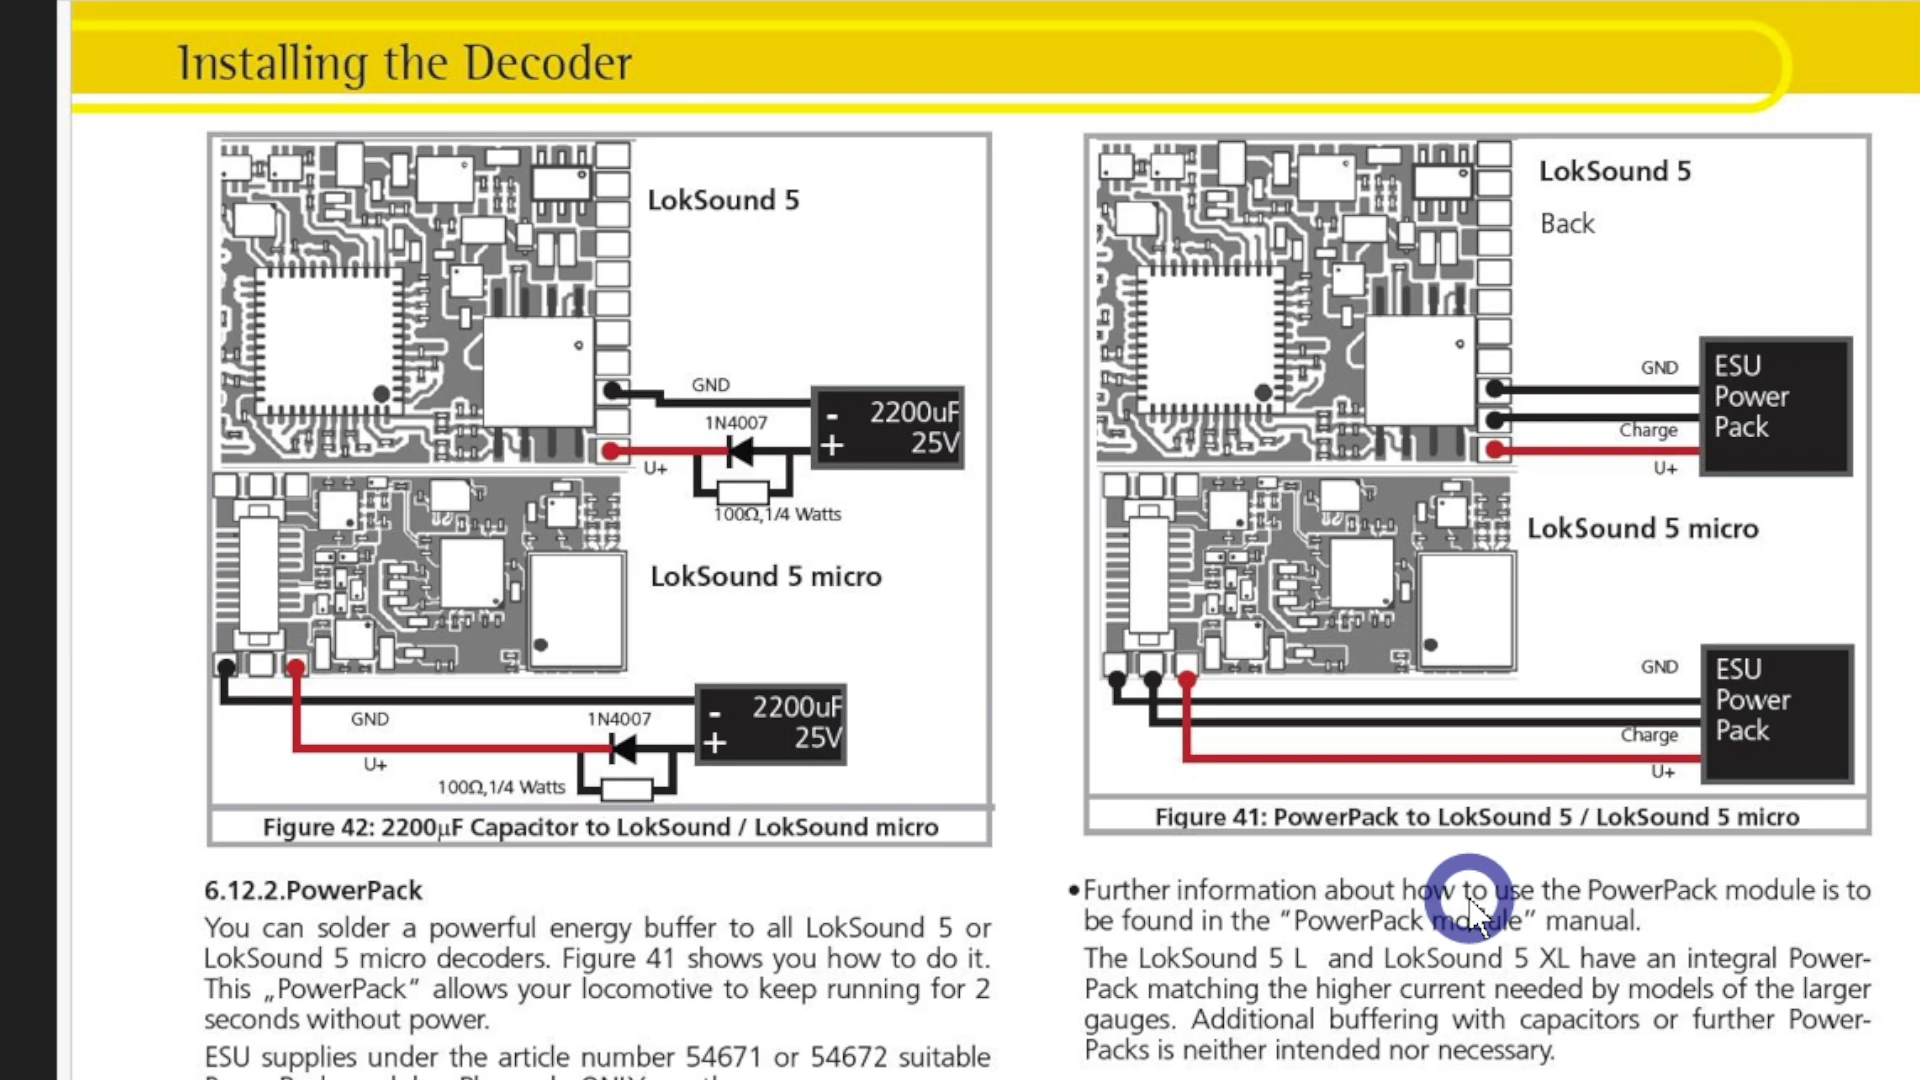 Installing the Decoder
LokSound 5
GND
1N4007
- 2200uF
+ 25V
U+
100Ω,1/4 Watts
LokSound 5 micro
GND
1N4007
- 2200uF
+ 25V
U+
100Ω,1/4 Watts
Figure 42: 2200µF Capacitor to LokSound / LokSound micro
6.12.2.PowerPack
You can solder a powerful energy buffer to all LokSound 5 or
LokSound 5 micro decoders. Figure 41 shows you how to do it.
This „PowerPack“ allows your locomotive to keep running for 2
seconds without power.
ESU supplies under the article number 54671 or 54672 suitable
LokSound 5
Back
GND
Charge
U+
ESU
Power
Pack
LokSound 5 micro
GND
Charge
U+
ESU
Power
Pack
Figure 41: PowerPack to LokSound 5 / LokSound 5 micro
•Further information about how to use the PowerPack module is to
be found in the “PowerPack module” manual.
The LokSound 5 L and LokSound 5 XL have an integral Power-
Pack matching the higher current needed by models of the larger
gauges. Additional buffering with capacitors or further Power-
Packs is neither intended nor necessary.